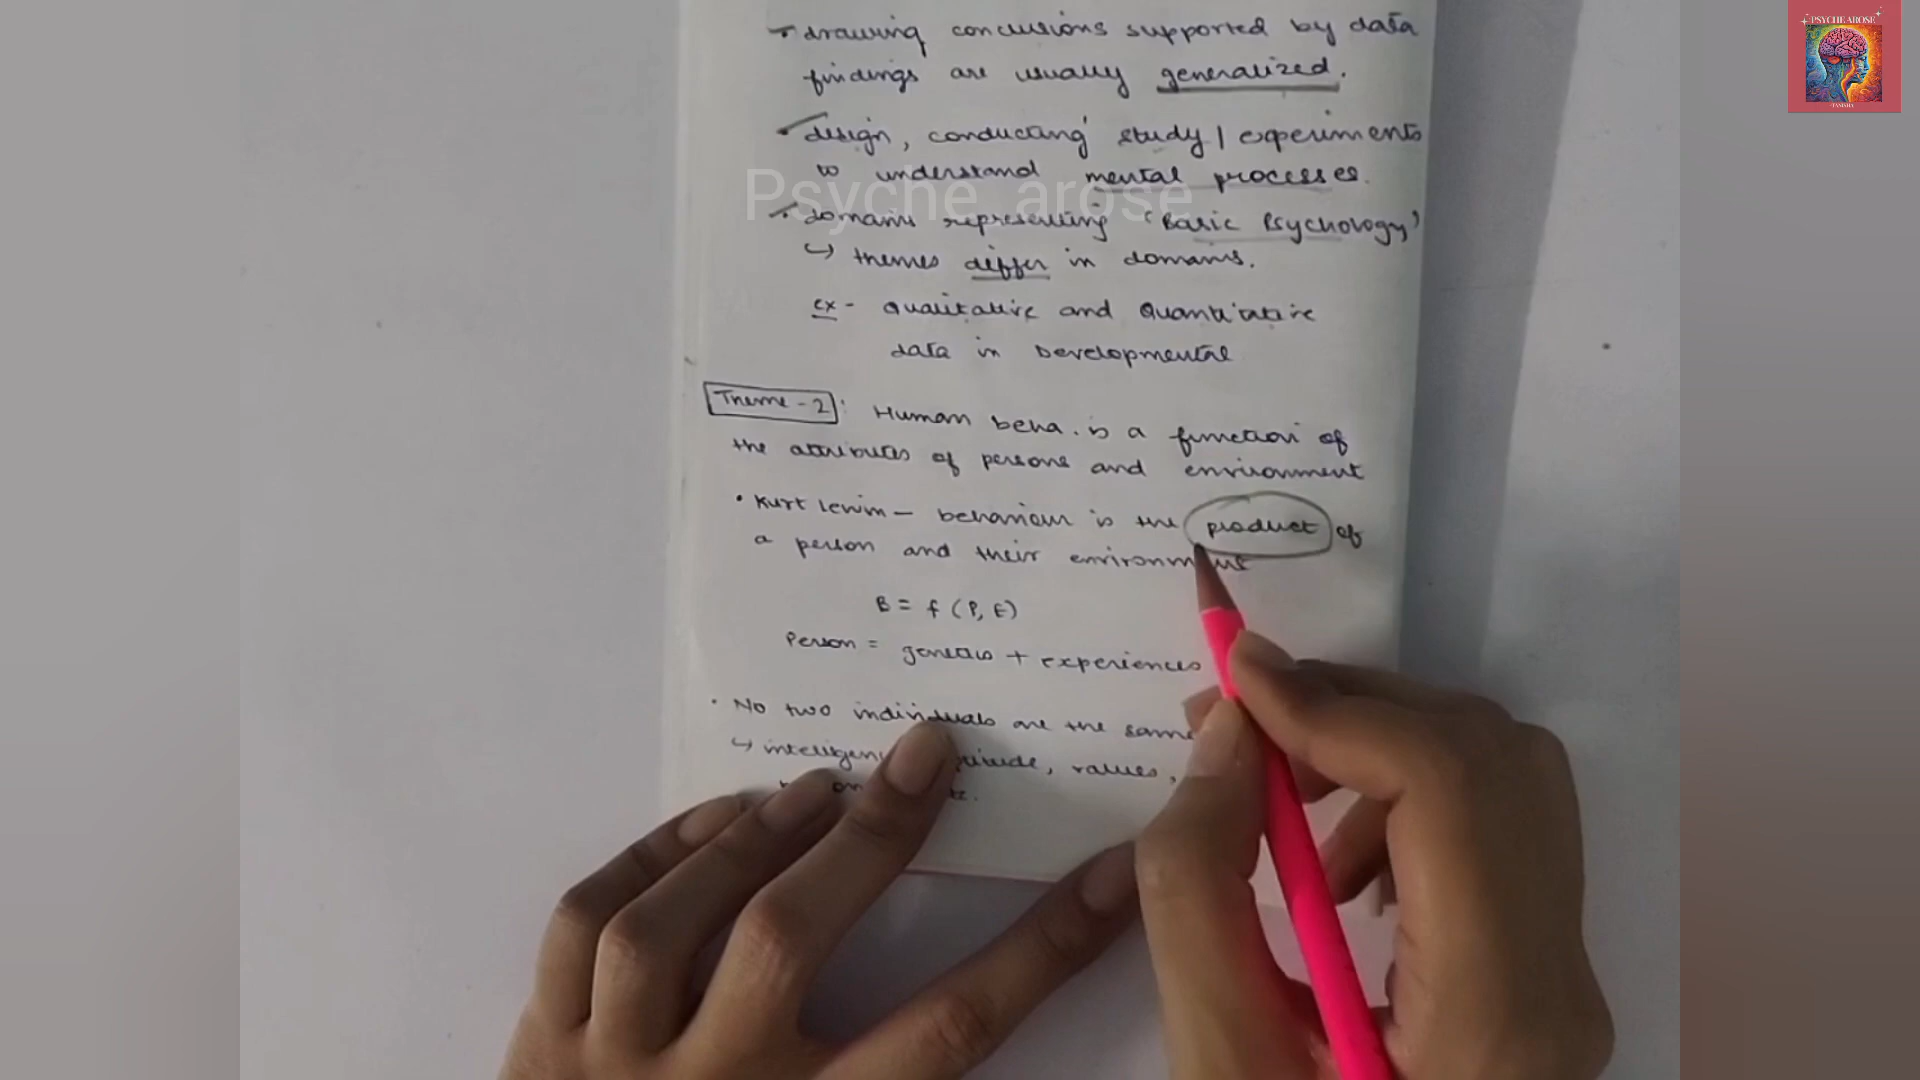 PSYCHE AROSE
TANISHA
drawing conclusions supported by data
findings are usually generalized.
design, conducting study / experiments
to understand mental processes.
Psyche arose
domains representing 'Basic Psychology'
↳ themes differ in domains.
ex - Qualitative and Quantitative
data in Developmental
Theme - 2 : Human beha. is a function of
the attributes of persons and environment
• Kurt Lewin - behaviour is the product of
a person and their environment
B = f (P, E)
Person = genetics + experiences
• No two individuals are the same
↳ values,